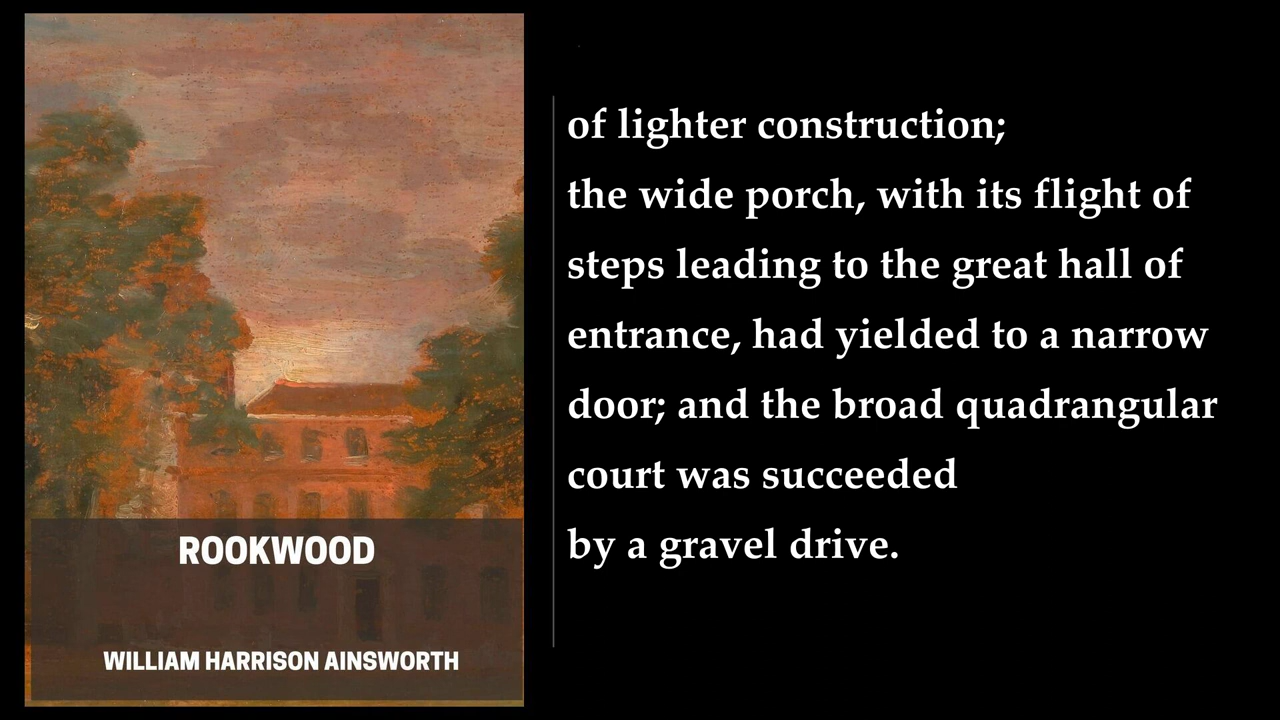 ROOKWOOD
WILLIAM HARRISON AINSWORTH
of lighter construction;
the wide porch, with its flight of
steps leading to the great hall of
entrance, had yielded to a narrow
door; and the broad quadrangular
court was succeeded
by a gravel drive.